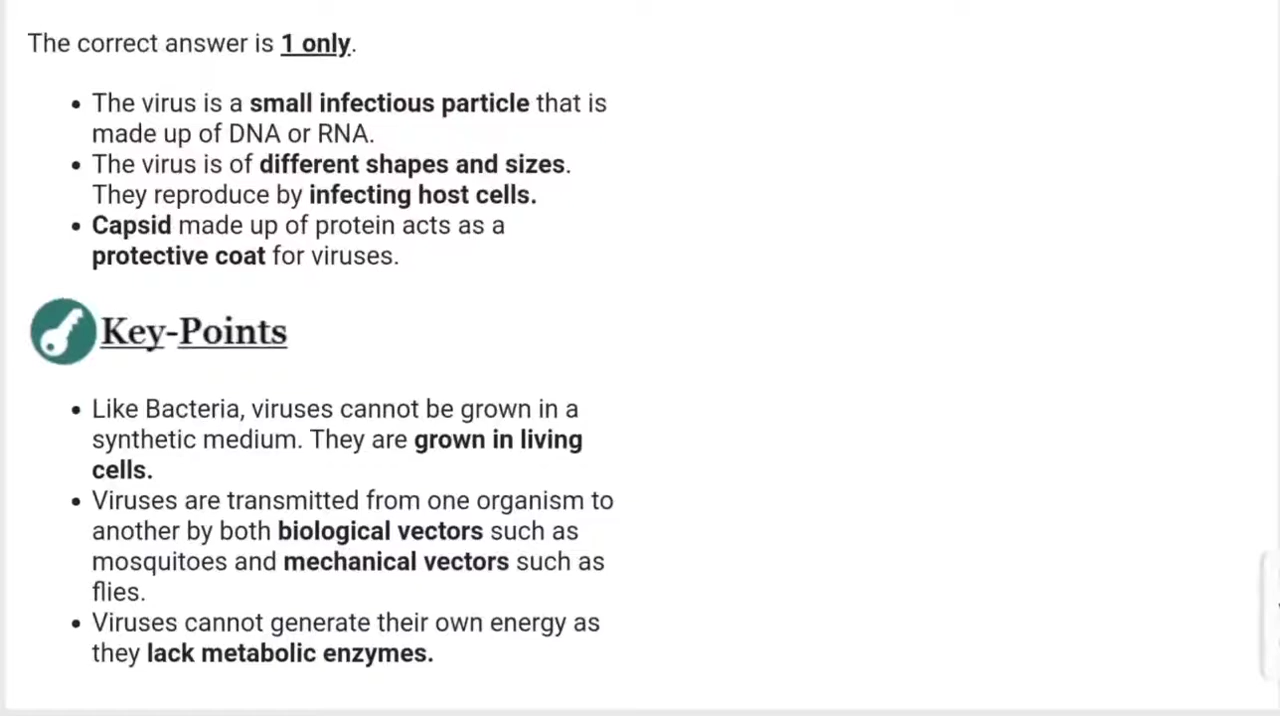 The correct answer is 1 only.
• The virus is a small infectious particle that is
made up of DNA or RNA.
• The virus is of different shapes and sizes.
They reproduce by infecting host cells.
• Capsid made up of protein acts as a
protective coat for viruses.
Key-Points
• Like Bacteria, viruses cannot be grown in a
synthetic medium. They are grown in living
cells.
• Viruses are transmitted from one organism to
another by both biological vectors such as
mosquitoes and mechanical vectors such as
flies.
• Viruses cannot generate their own energy as
they lack metabolic enzymes.